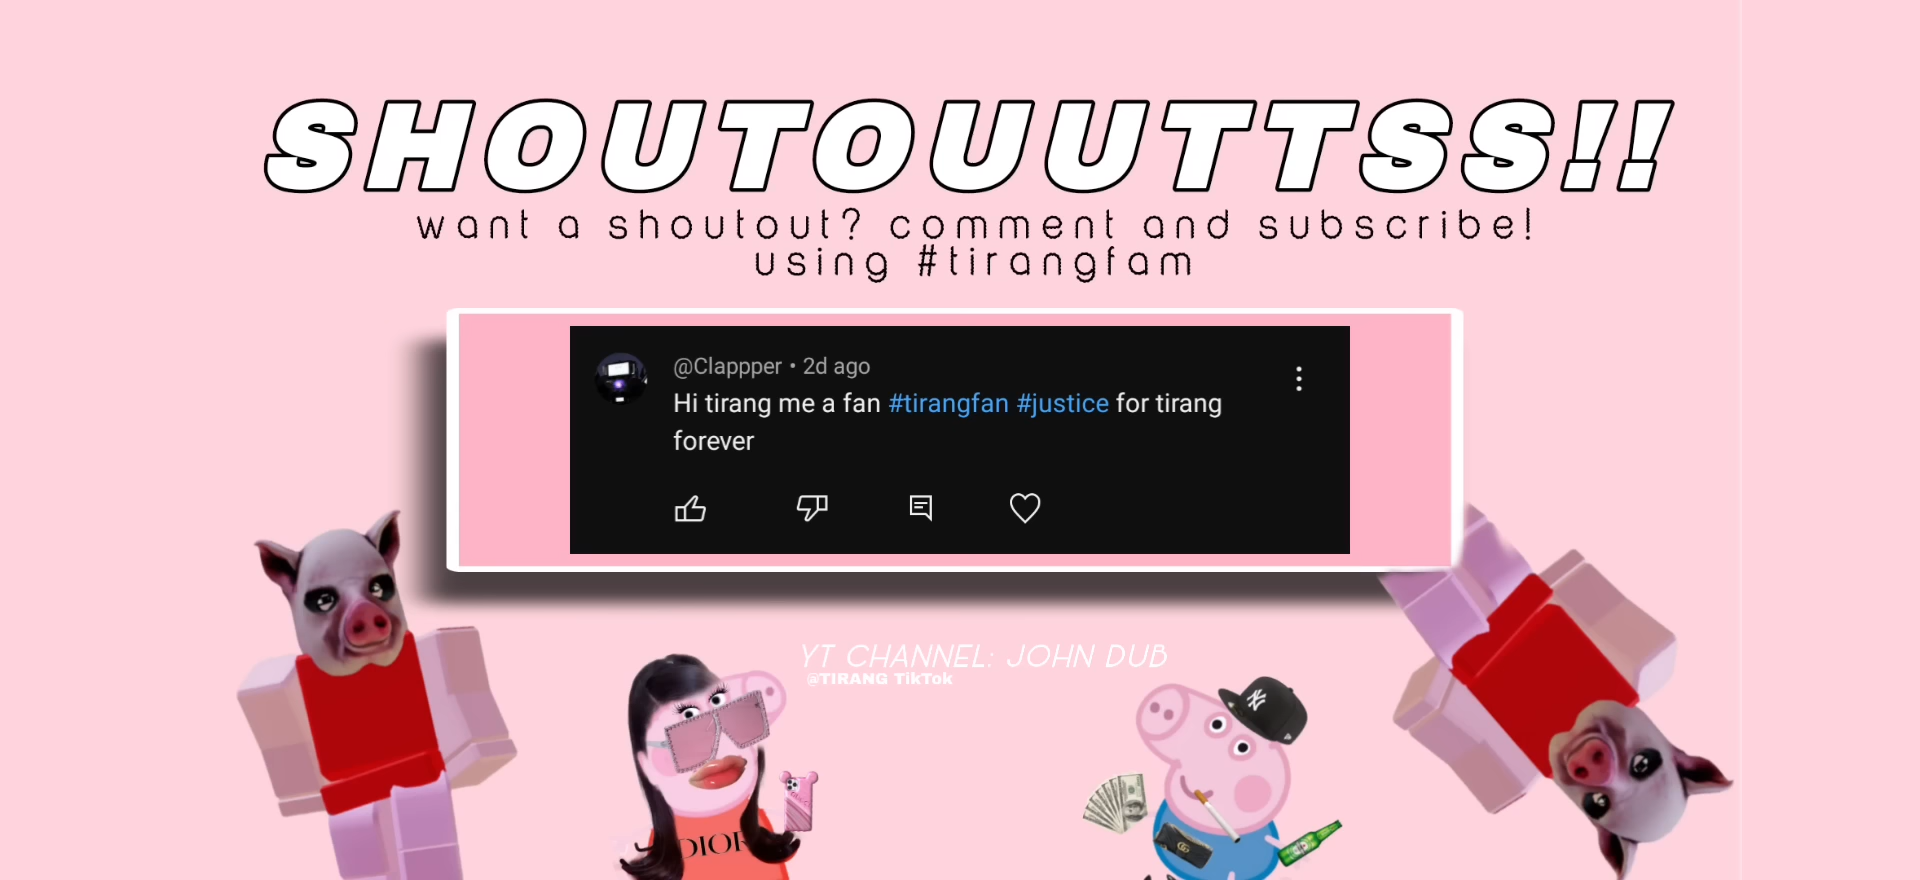 SHOUTOUUTTSS!!
want a shoutout? comment and subscribe!
using #tirangfam
@Clappper • 2d ago
Hi tirang me a fan #tirangfan #justice for tirang
forever
YT CHANNEL: JOHN DUB
@TIRANG TikTok
DIOR